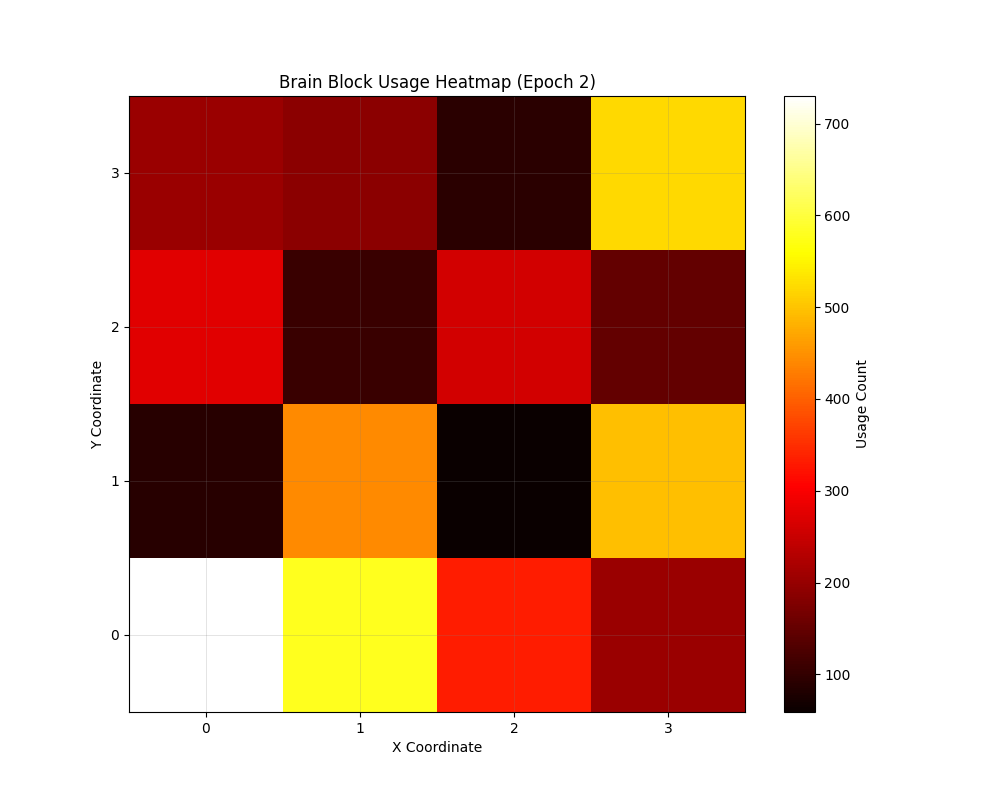 Brain Block Usage Heatmap (Epoch 2)
3
2
1
0
Y Coordinate
0 1 2 3
X Coordinate
700
600
500
400
300
200
100
Usage Count